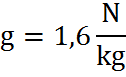 g = 1,6 N/kg